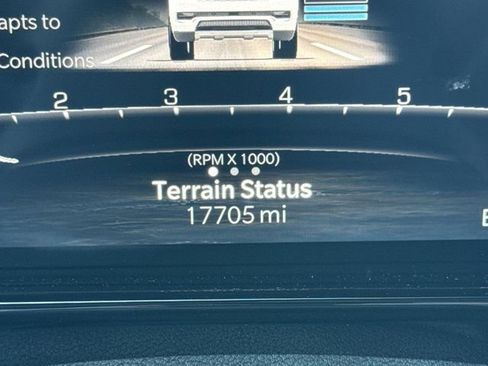 apts to
Conditions
2 3 4 5
(RPM X 1000)
Terrain Status
17705 mi